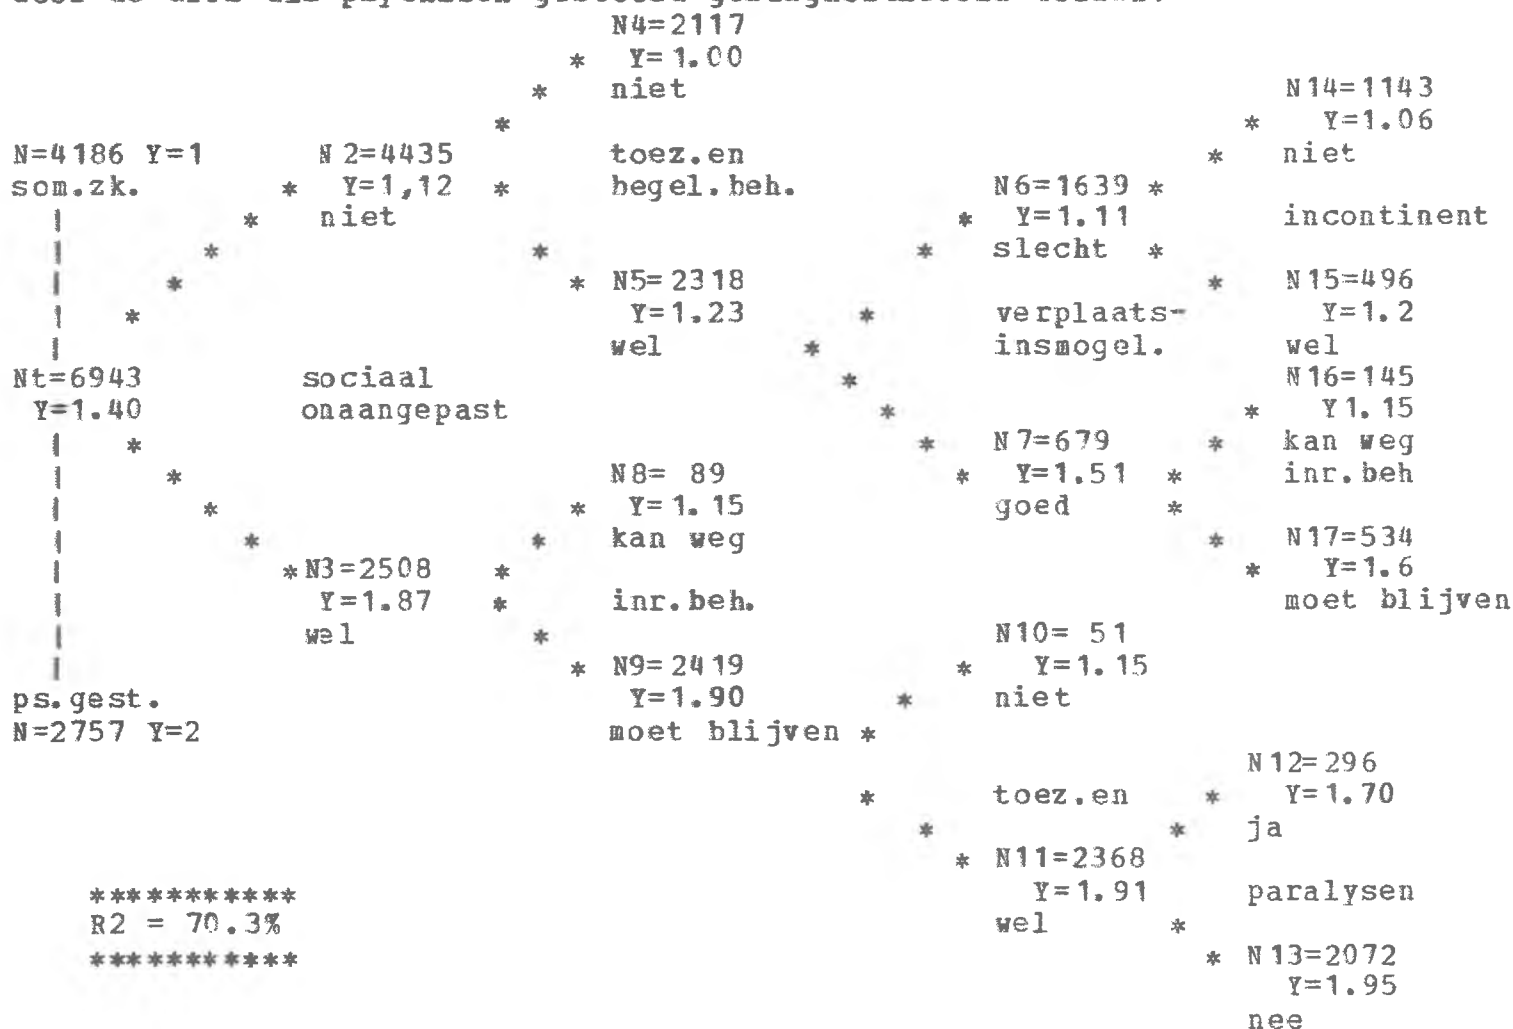 N4=2117
* Y=1.00
* niet N14=1143
* * Y=1.06
N=4186 Y=1 N2=4435 toez.en * niet
som.zk. * Y=1,12 * begel.beh. N6=1639 *
| * niet * Y=1.11 incontinent
| * * * slecht *
| * * N5=2318 * N15=496
| * Y=1.23 * verplaats- Y=1.2
| wel * insmogel. wel
Nt=6943 sociaal * N16=145
Y=1.40 onaangepast * * Y1.15
| * * N7=679 * kan weg
| * N8= 89 * Y=1.51 * inr.beh
| * * Y=1.15 goed *
| * * kan weg * N17=534
| *N3=2508 * * Y=1.6
| Y=1.87 * inr.beh. moet blijven
| wel * N10= 51
| * N9=2419 * Y=1.15
ps.gest. Y=1.90 * niet
N=2757 Y=2 moet blijven *
N12=296
* toez.en * Y=1.70
* * ja
* N11=2368
*********** Y=1.91 paralysen
R2 = 70.3% wel *
*********** * N13=2072
Y=1.95
nee